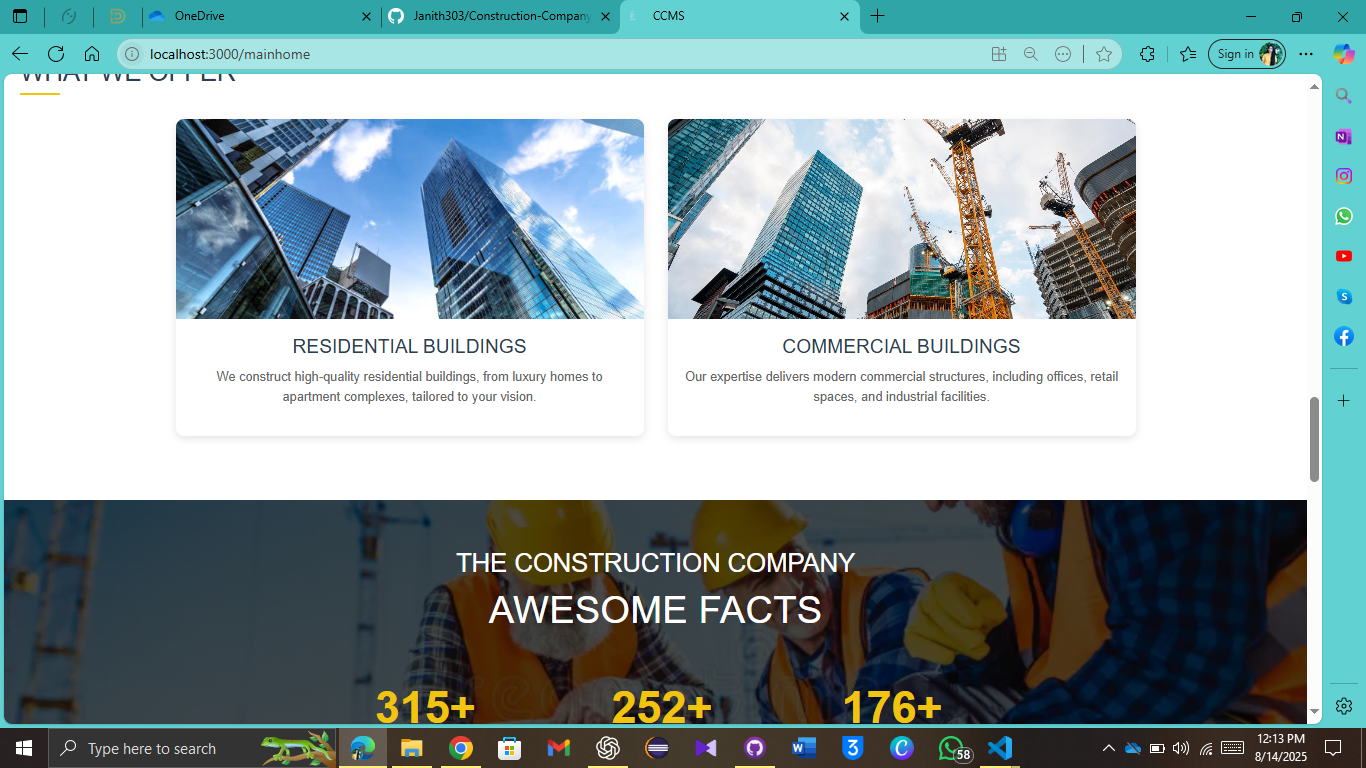 OneDrive
Janith303/Construction-Company
CCMS
localhost:3000/mainhome
Sign in
WHAT WE OFFER
RESIDENTIAL BUILDINGS
We construct high-quality residential buildings, from luxury homes to
apartment complexes, tailored to your vision.
COMMERCIAL BUILDINGS
Our expertise delivers modern commercial structures, including offices, retail
spaces, and industrial facilities.
THE CONSTRUCTION COMPANY
AWESOME FACTS
315+ 252+ 176+
Type here to search
58
12:13 PM
8/14/2025